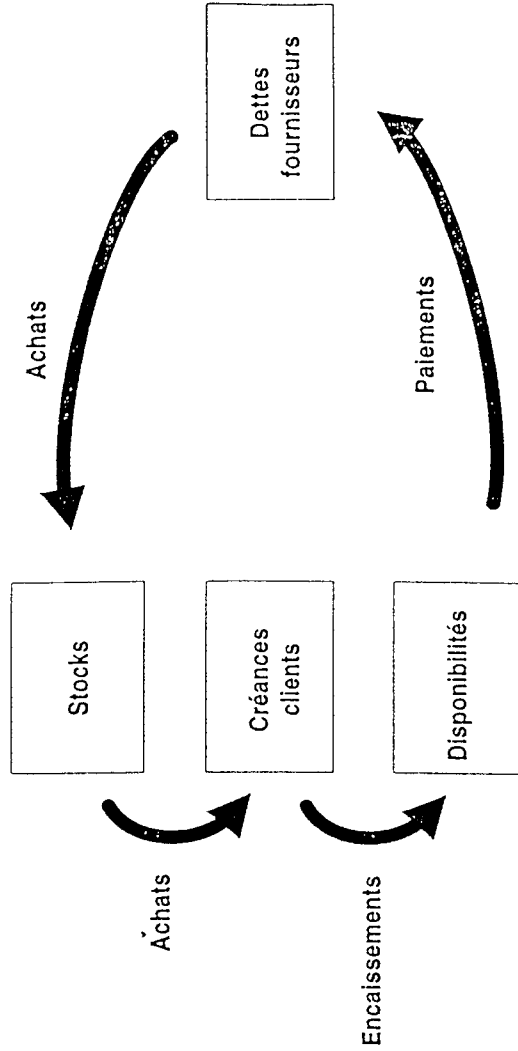 Achats
Stocks
Achats
Créances
clients
Dettes
fournisseurs
Encaissements
Disponibilités
Paiements